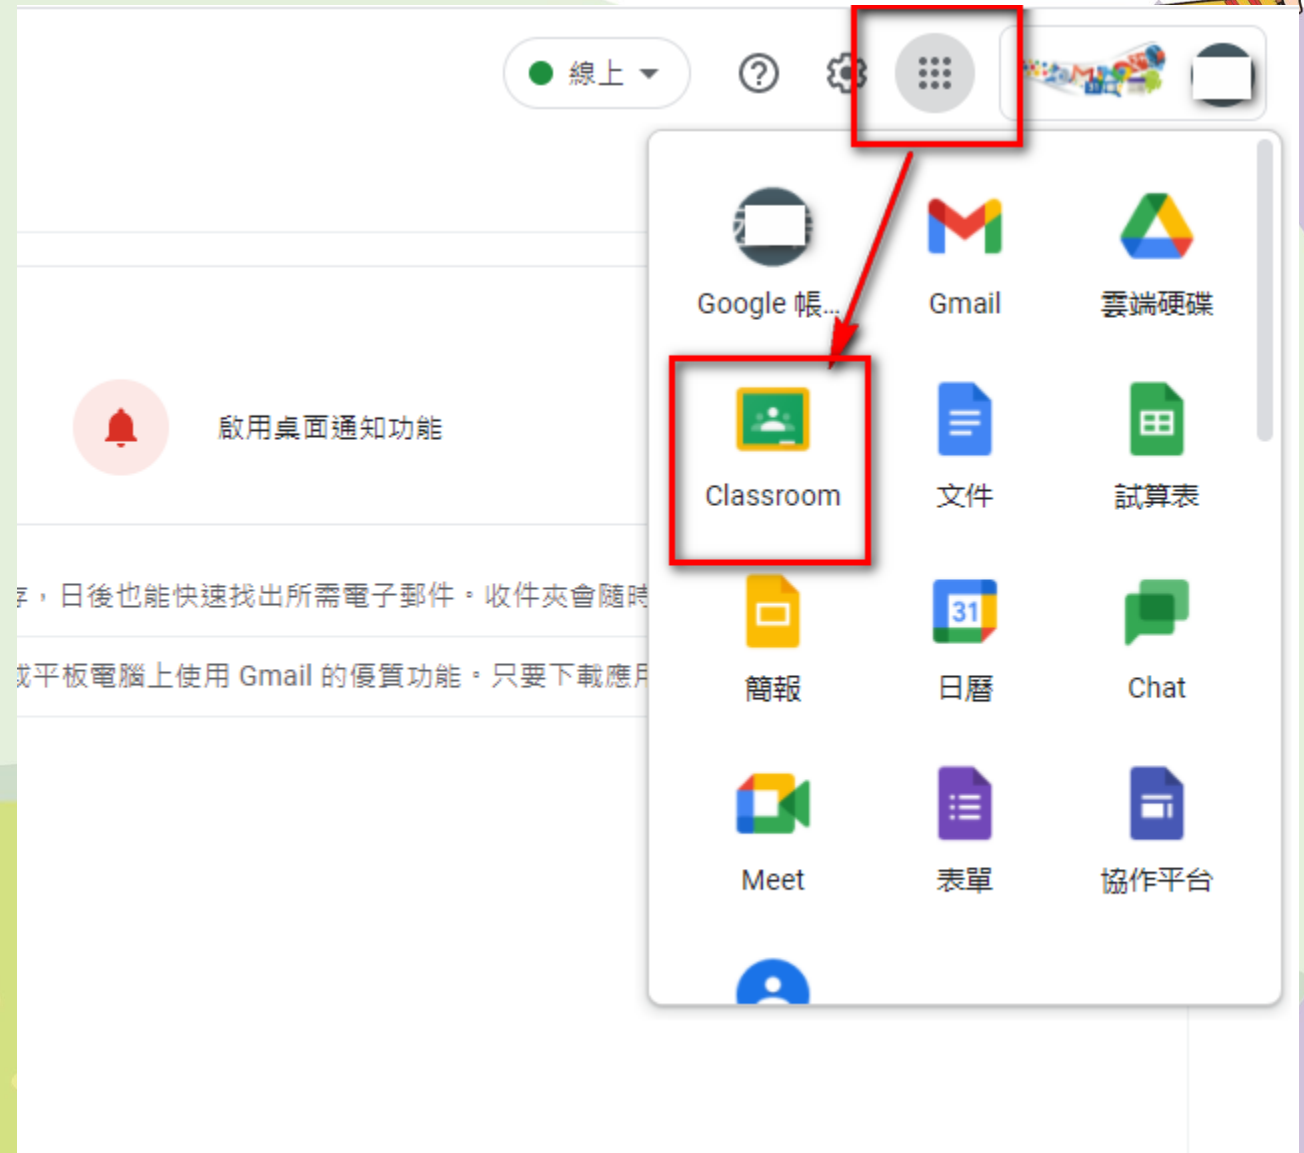 線上
Google 帳...
Gmail
雲端硬碟
Classroom
文件
試算表
啟用桌面通知功能
，日後也能快速找出所需電子郵件。收件夾會隨時
簡報
31
日曆
Chat
或平板電腦上使用 Gmail 的優質功能。只要下載應用
Meet
表單
協作平台